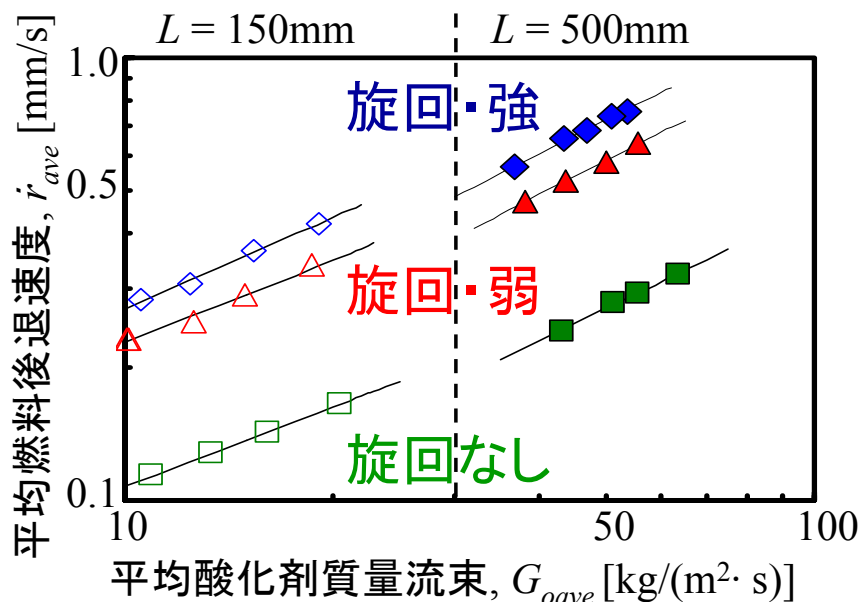 L = 150mm
L = 500mm
平均燃料後退速度, ṙave [mm/s]
1.0
0.5
0.1
旋回・強
旋回・弱
旋回なし
10
50
100
平均酸化剤質量流束, Goave [kg/(m²· s)]